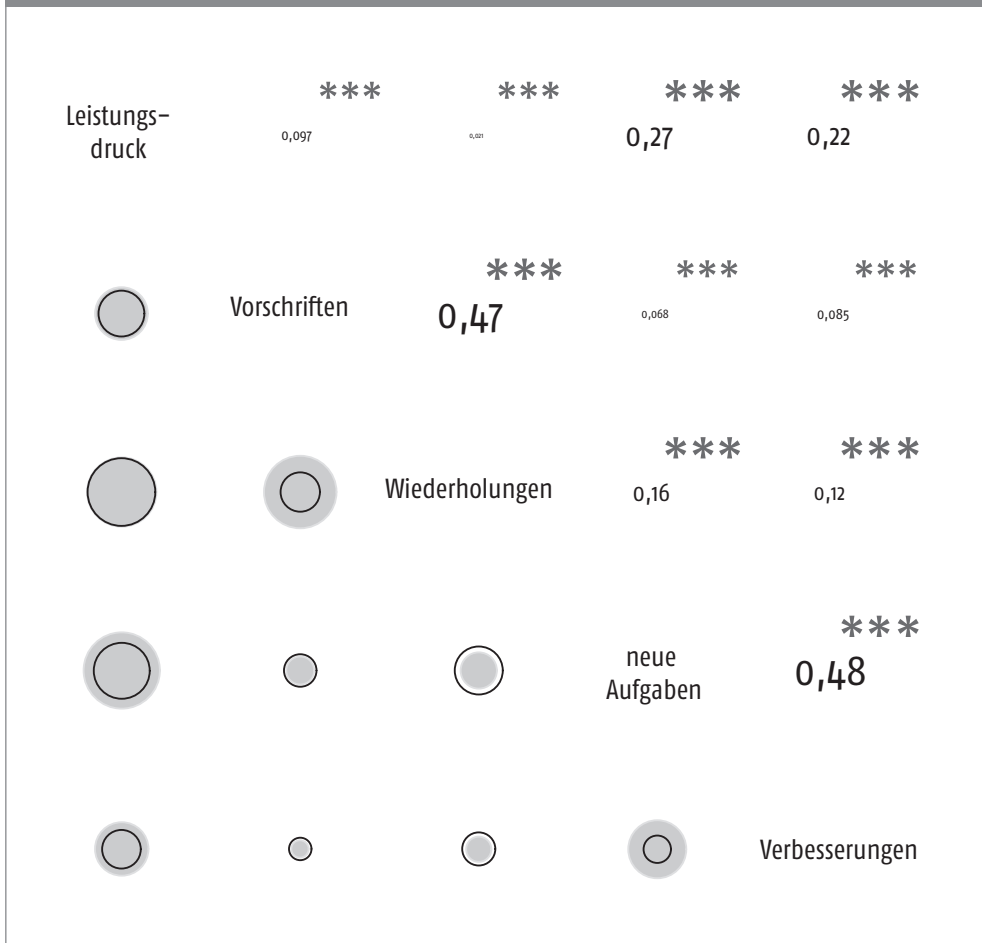 *** *** *** ***
Leistungs-
druck
0,097 0,021 0,27 0,22
*** *** ***
Vorschriften 0,47 0,068 0,085
*** ***
Wiederholungen 0,16 0,12
***
neue
Aufgaben
0,48
Verbesserungen